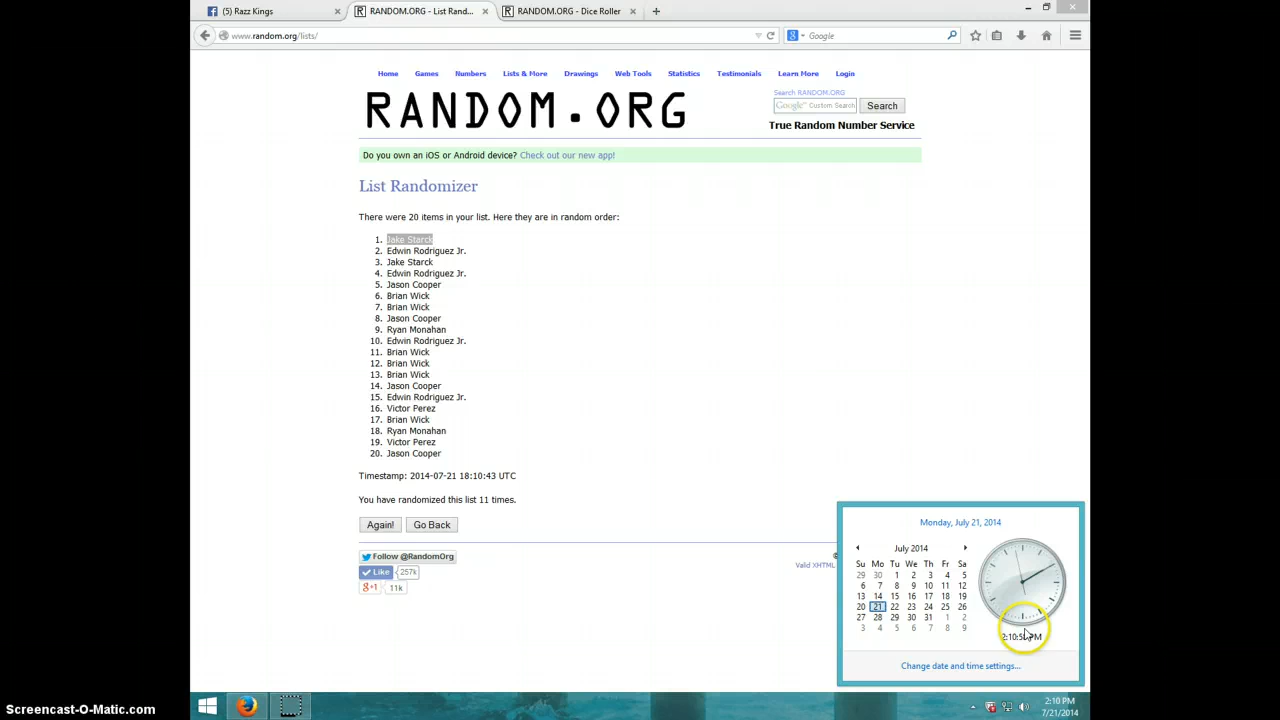 (5) Razz Kings
RANDOM.ORG - List Rand...
RANDOM.ORG - Dice Roller
www.random.org/lists/
Google
Home Games Numbers Lists & More Drawings Web Tools Statistics Testimonials Learn More Login
RANDOM.ORG
Search RANDOM.ORG
Google™ Custom Search
Search
True Random Number Service
Do you own an iOS or Android device? Check out our new app!
List Randomizer
There were 20 items in your list. Here they are in random order:
1. Jake Starck
2. Edwin Rodriguez Jr.
3. Jake Starck
4. Edwin Rodriguez Jr.
5. Jason Cooper
6. Brian Wick
7. Brian Wick
8. Jason Cooper
9. Ryan Monahan
10. Edwin Rodriguez Jr.
11. Brian Wick
12. Brian Wick
13. Brian Wick
14. Jason Cooper
15. Edwin Rodriguez Jr.
16. Victor Perez
17. Brian Wick
18. Ryan Monahan
19. Victor Perez
20. Jason Cooper
Timestamp: 2014-07-21 18:10:43 UTC
You have randomized this list 11 times.
Again! Go Back
Follow @RandomOrg
Like 257k
g+1 11k
©
Valid XHTML
Monday, July 21, 2014
July 2014
Su Mo Tu We Th Fr Sa
29 30 1 2 3 4 5
6 7 8 9 10 11 12
13 14 15 16 17 18 19
20 21 22 23 24 25 26
27 28 29 30 31 1 2
3 4 5 6 7 8 9
PM
Change date and time settings...
2:10 PM
7/21/2014
Screencast-O-Matic.com